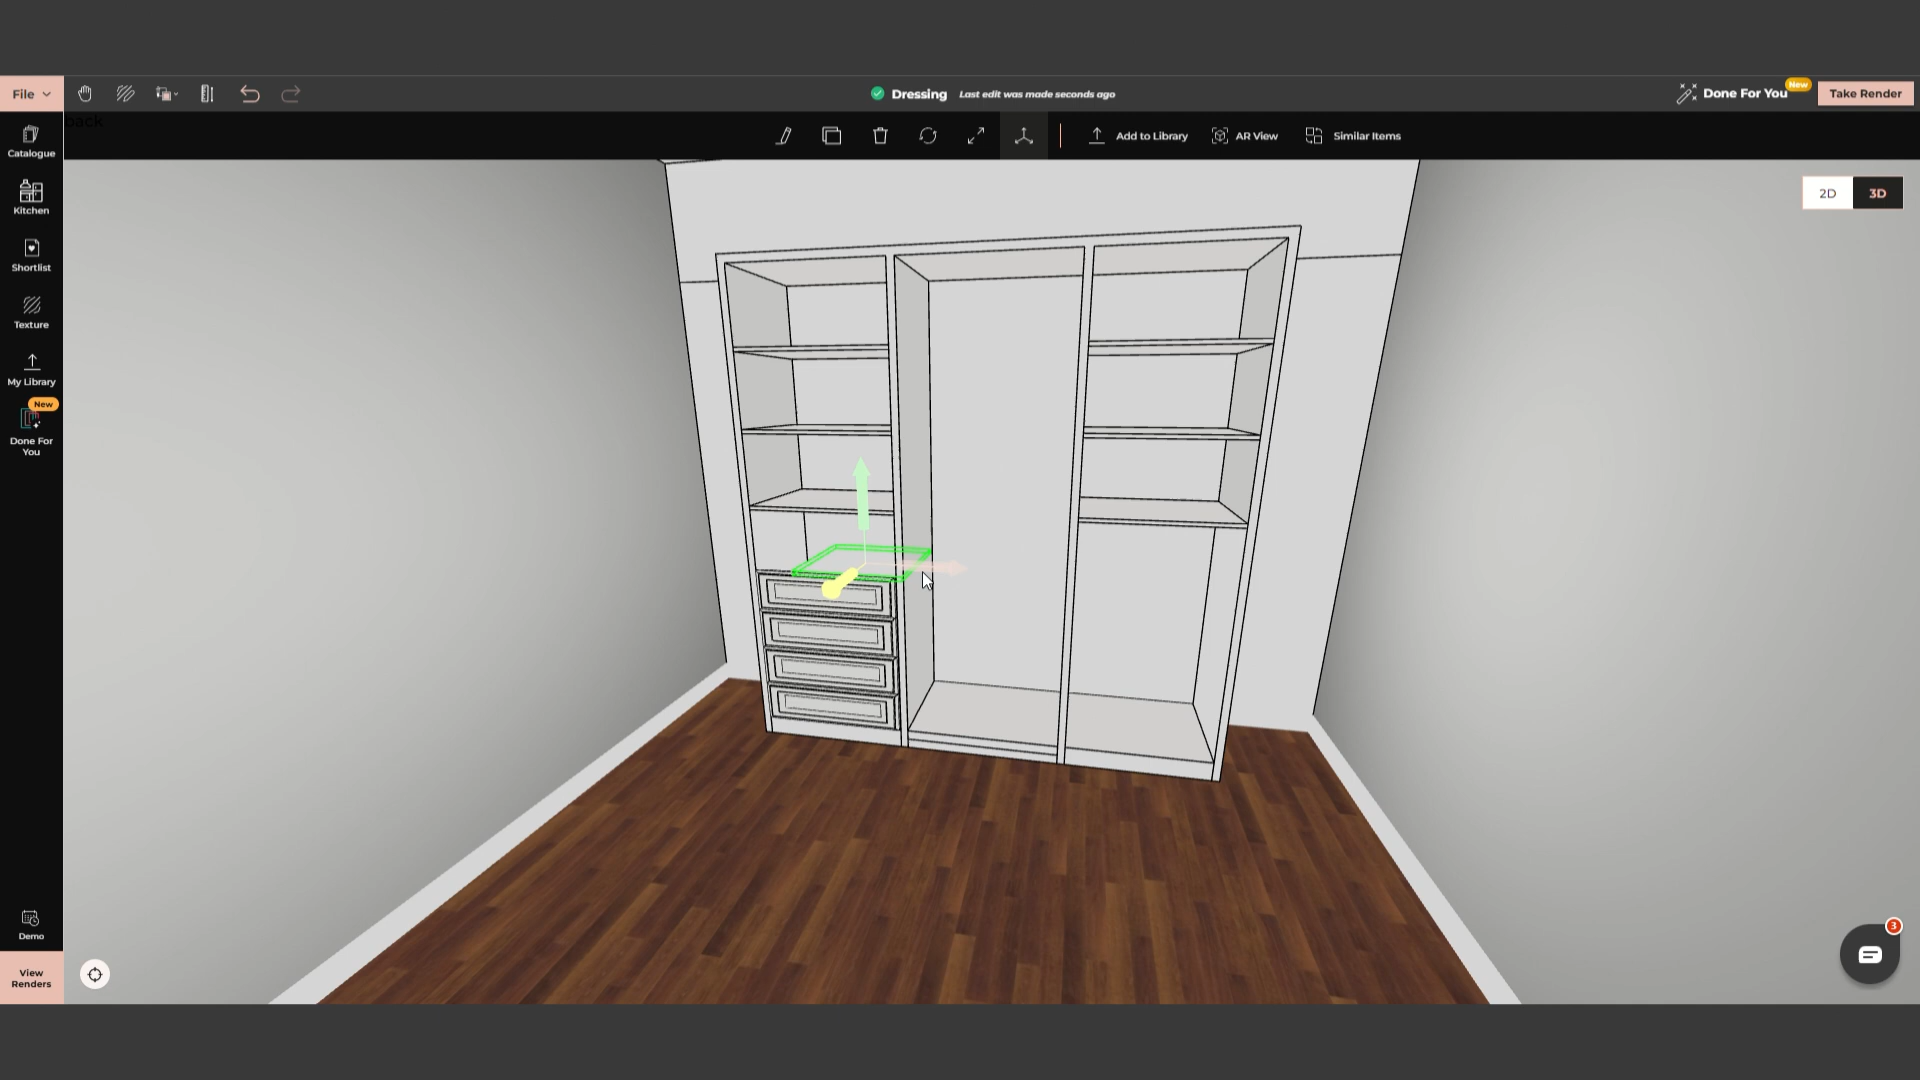 File
Dressing
Last edit was made seconds ago
Done For You
New
Take Render
back
Add to Library
AR View
Similar Items
2D
3D
Catalogue
Kitchen
Shortlist
Texture
My Library
New
Done For
You
Demo
View
Renders
3